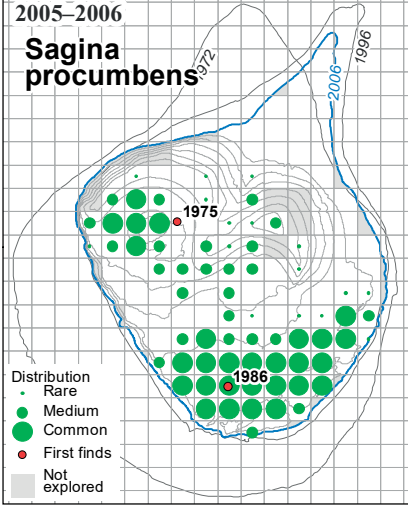 2005–2006
Sagina
procumbens
1972
2006
1996
1975
1986
Distribution
Rare
Medium
Common
First finds
Not
explored